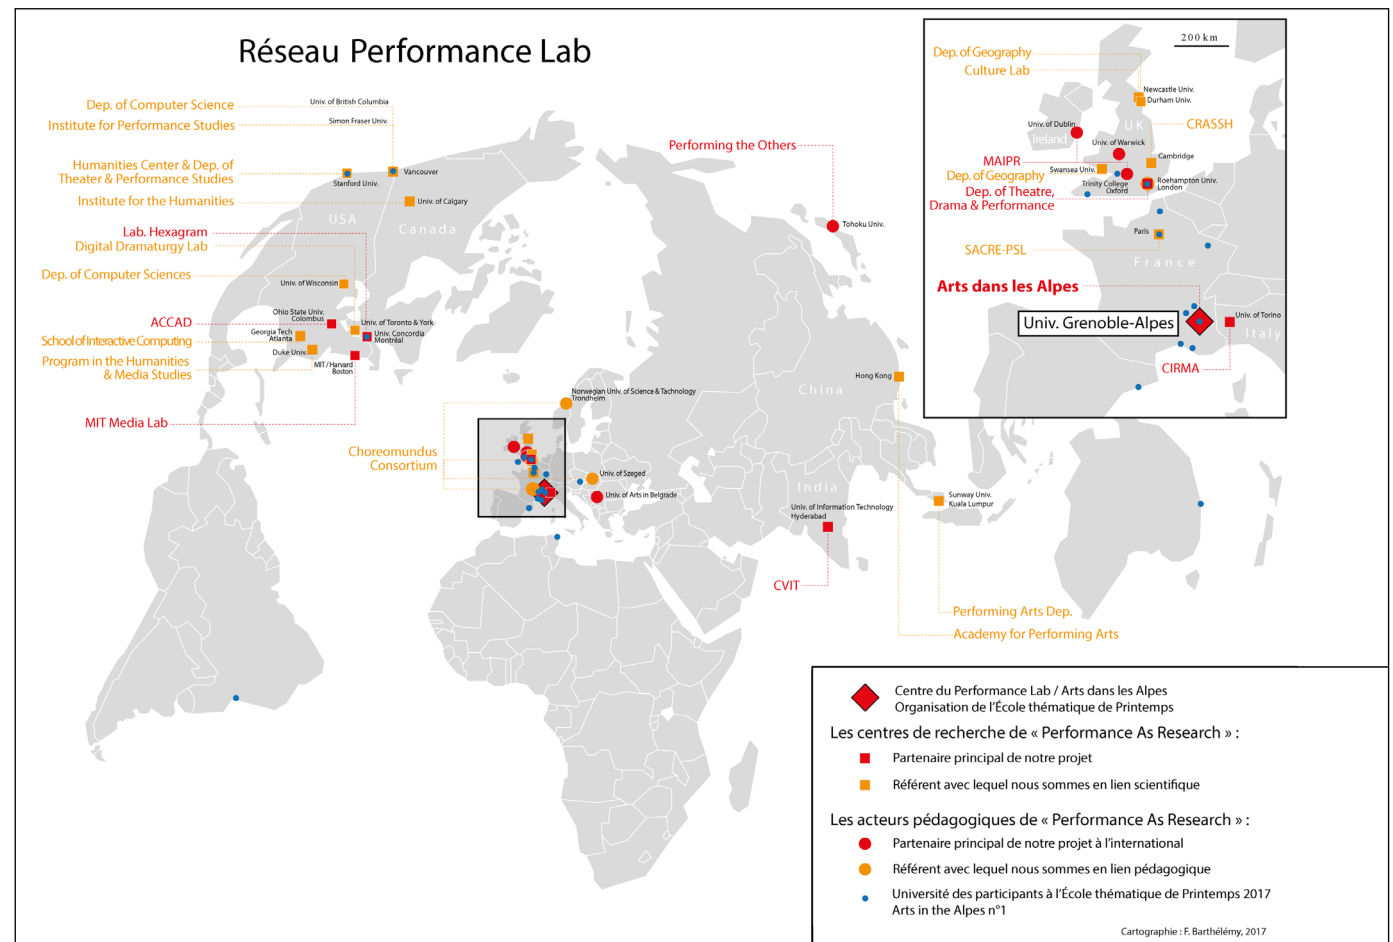 Réseau Performance Lab
Dep. of Computer Science
Institute for Performance Studies
Univ. of British Columbia
Simon Fraser Univ.
Humanities Center & Dep. of
Theater & Performance Studies
Stanford Univ.
Vancouver
Institute for the Humanities
Univ. of Calgary
USA
Canada
Lab. Hexagram
Digital Dramaturgy Lab
Dep. of Computer Sciences
Univ. of Wisconsin
Ohio State Univ.
Colombus
ACCAD
Univ. of Toronto & York
School of Interactive Computing
Georgia Tech
Atlanta
Univ. Concordia
Montréal
Duke Univ.
Program in the Humanities
& Media Studies
MIT/Harvard
Boston
MIT Media Lab
Performing the Others
Tohoku Univ.
Hong Kong
China
Norwegian Univ. of Science & Tachnology
Trondheim
Choreomundus
Consortium
Univ. of Szeged
Univ. of Arts in Belgrade
India
Univ. of Information Technology
Hyderabad
Sunway Univ.
Kuala Lumpur
CVIT
Performing Arts Dep.
Academy for Performing Arts
200 km
Dep. of Geography
Culture Lab
Newcastle Univ.
Durham Univ.
Univ. of Dublin
Ireland
UK
CRASSH
Univ. of Warwick
MAIPR
Cambridge
Dep. of Geography
Swansea Univ.
Trinity College
Oxford
Roehampton Univ.
London
Dep. of Theatre,
Drama & Performance
Paris
SACRE-PSL
France
Arts dans les Alpes
Univ. Grenoble-Alpes
Univ. of Torino
Italy
CIRMA
Centre du Performance Lab / Arts dans les Alpes
Organisation de l'École thématique de Printemps
Les centres de recherche de « Performance As Research » :
Partenaire principal de notre projet
Référent avec lequel nous sommes en lien scientifique
Les acteurs pédagogiques de « Performance As Research » :
Partenaire principal de notre projet à l'international
Référent avec lequel nous sommes en lien pédagogique
Université des participants à l'École thématique de Printemps 2017
Arts in the Alpes n°1
Cartographie : F. Barthélémy, 2017